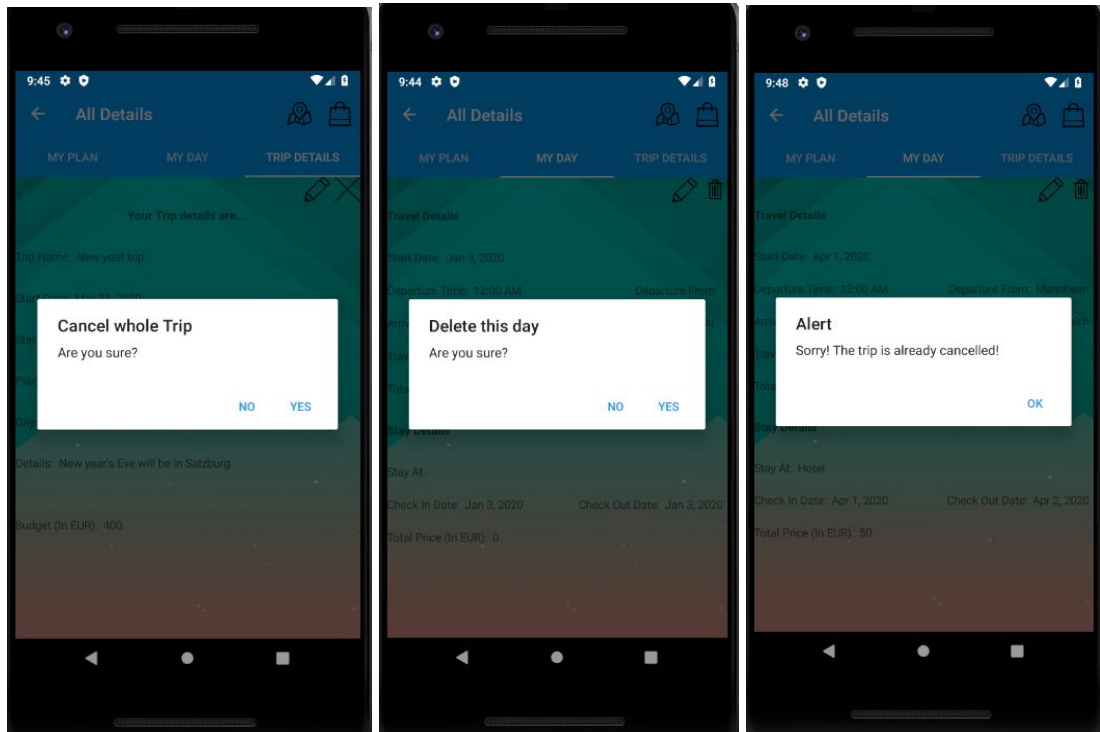 9:45
All Details
MY PLAN MY DAY TRIP DETAILS
Your Trip details are...
Trip Name: New yeat trip
Start Date: Mar 31, 2020
Cancel whole Trip
Are you sure?
NO YES
Details: New year's Eve will be in Salzburg
Budget (In EUR): 400
9:44
All Details
MY PLAN MY DAY TRIP DETAILS
Travel Details
Start Date: Jan 3, 2020
Departure Time: 12:00 AM Departure From:
At:
Delete this day
Are you sure?
NO YES
Stay Details
Stay At:
Check In Date: Jan 3, 2020 Check Out Date: Jan 3, 2020
Total Price (In EUR): 0
9:48
All Details
MY PLAN MY DAY TRIP DETAILS
Travel Details
Start Date: Apr 1, 2020
Departure Time: 12:00 AM Departure From: Mannheim
Alert
Sorry! The trip is already cancelled!
OK
Stay Details
Stay At: Hotel
Check In Date: Apr 1, 2020 Check Out Date: Apr 2, 2020
Total Price (In EUR): 50